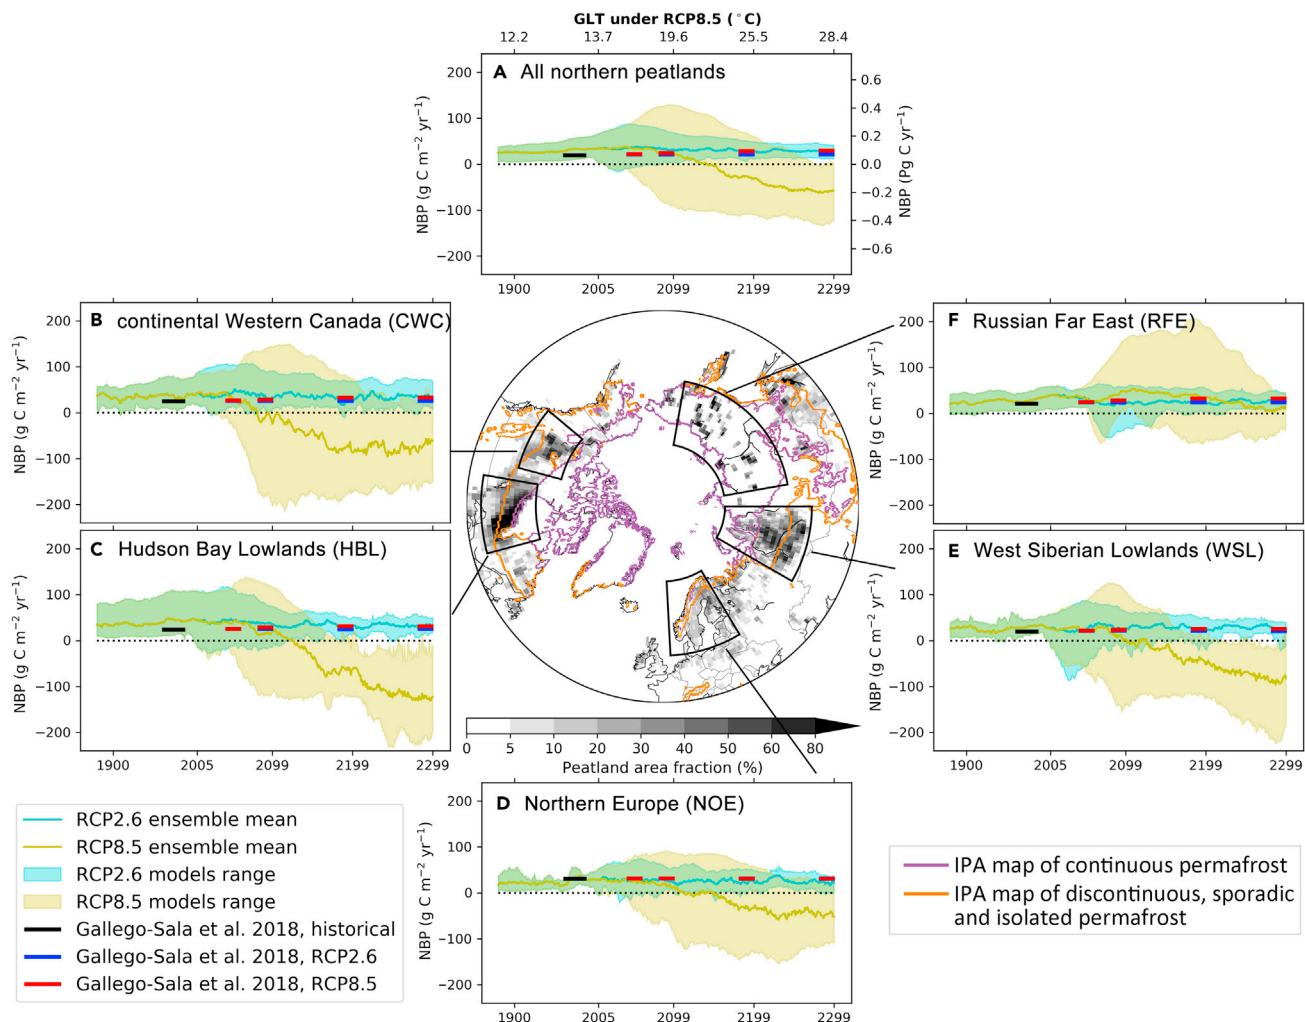 GLT under RCP8.5 (°C)
12.2 13.7 19.6 25.5 28.4
A All northern peatlands
NBP (g C m⁻² yr⁻¹)
200
100
0
−100
−200
0.6
0.4
0.2
0.0
−0.2
−0.4
−0.6
NBP (Pg C yr⁻¹)
1900 2005 2099 2199 2299
B continental Western Canada (CWC)
NBP (g C m⁻² yr⁻¹)
200
100
0
−100
−200
F Russian Far East (RFE)
NBP (g C m⁻² yr⁻¹)
200
100
0
−100
−200
C Hudson Bay Lowlands (HBL)
NBP (g C m⁻² yr⁻¹)
200
100
0
−100
−200
1900 2005 2099 2199 2299
E West Siberian Lowlands (WSL)
NBP (g C m⁻² yr⁻¹)
200
100
0
−100
−200
1900 2005 2099 2199 2299
0 5 10 20 30 40 50 60 80
Peatland area fraction (%)
D Northern Europe (NOE)
NBP (g C m⁻² yr⁻¹)
200
100
0
−100
−200
1900 2005 2099 2199 2299
RCP2.6 ensemble mean
RCP8.5 ensemble mean
RCP2.6 models range
RCP8.5 models range
Gallego-Sala et al. 2018, historical
Gallego-Sala et al. 2018, RCP2.6
Gallego-Sala et al. 2018, RCP8.5
IPA map of continuous permafrost
IPA map of discontinuous, sporadic
and isolated permafrost